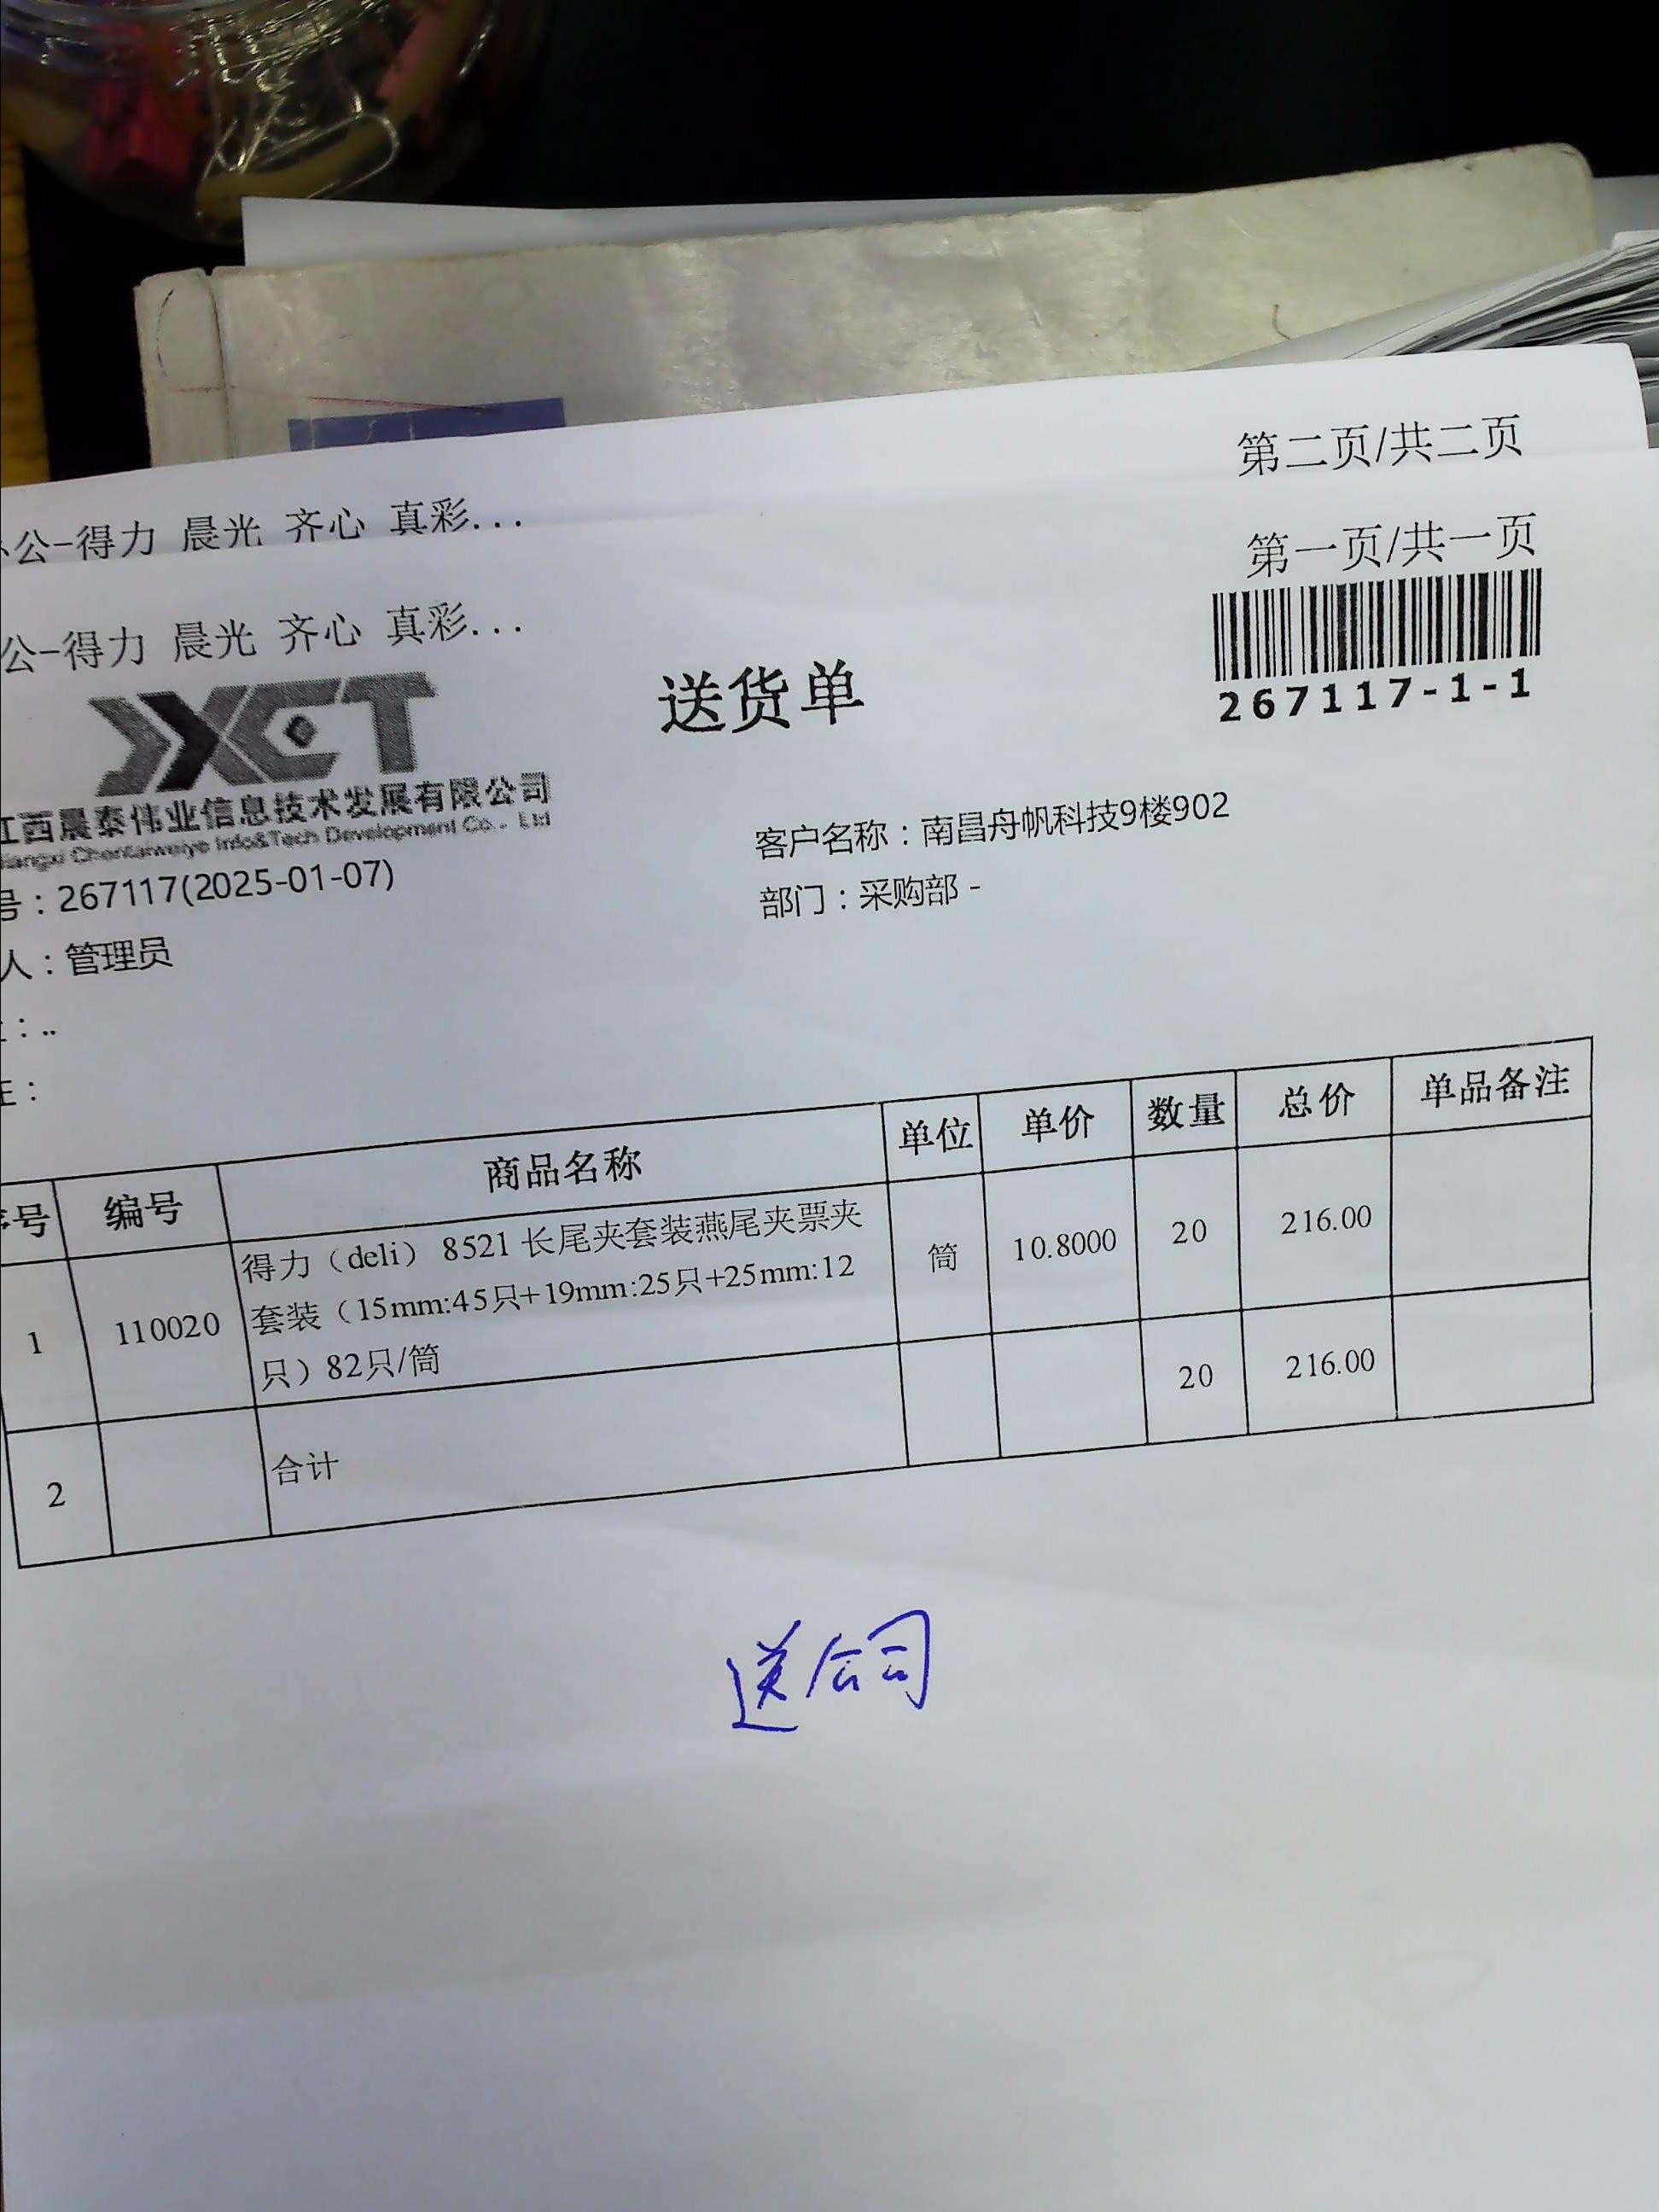 第二页/共二页
公-得力 晨光 齐心 真彩...
第一页/共一页
公-得力 晨光 齐心 真彩...
267117-1-1
JXCT
送货单
江西晨泰伟业信息技术发展有限公司
Jiangxi Chentaiweiye Info&Tech Development Co., Ltd
客户名称：南昌舟帆科技9楼902
号：267117(2025-01-07)
部门：采购部 -
人：管理员
：..
注：
序号 编号 商品名称 单位 单价 数量 总价 单品备注
1 110020 得力（deli） 8521 长尾夹套装燕尾夹票夹 筒 10.8000 20 216.00
套装（15mm:45只+19mm:25只+25mm:12
只）82只/筒
2 合计 20 216.00
送公司